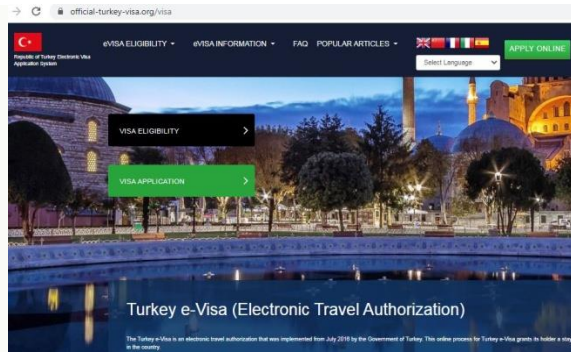 official-turkey-visa.org/visa
eVISA ELIGIBILITY eVISA INFORMATION FAQ POPULAR ARTICLES
Republic of Turkey Electronic Visa
Application System
Select Language
APPLY ONLINE
VISA ELIGIBILITY
VISA APPLICATION
Turkey e-Visa (Electronic Travel Authorization)
The Turkey e-Visa is an electronic travel authorization that was implemented from July 2016 by the Government of Turkey. This online process for Turkey e-Visa grants its holder a stay
in the country.